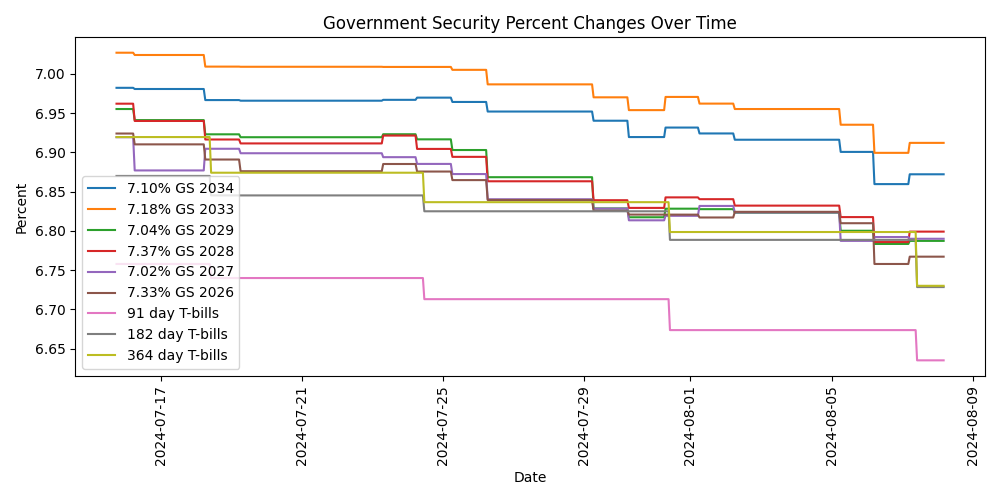 Government Security Percent Changes Over Time
Percent
7.00
6.95
6.90
6.85
6.80
6.75
6.70
6.65
7.10% GS 2034
7.18% GS 2033
7.04% GS 2029
7.37% GS 2028
7.02% GS 2027
7.33% GS 2026
91 day T-bills
182 day T-bills
364 day T-bills
2024-07-17
2024-07-21
2024-07-25
2024-07-29
2024-08-01
2024-08-05
2024-08-09
Date